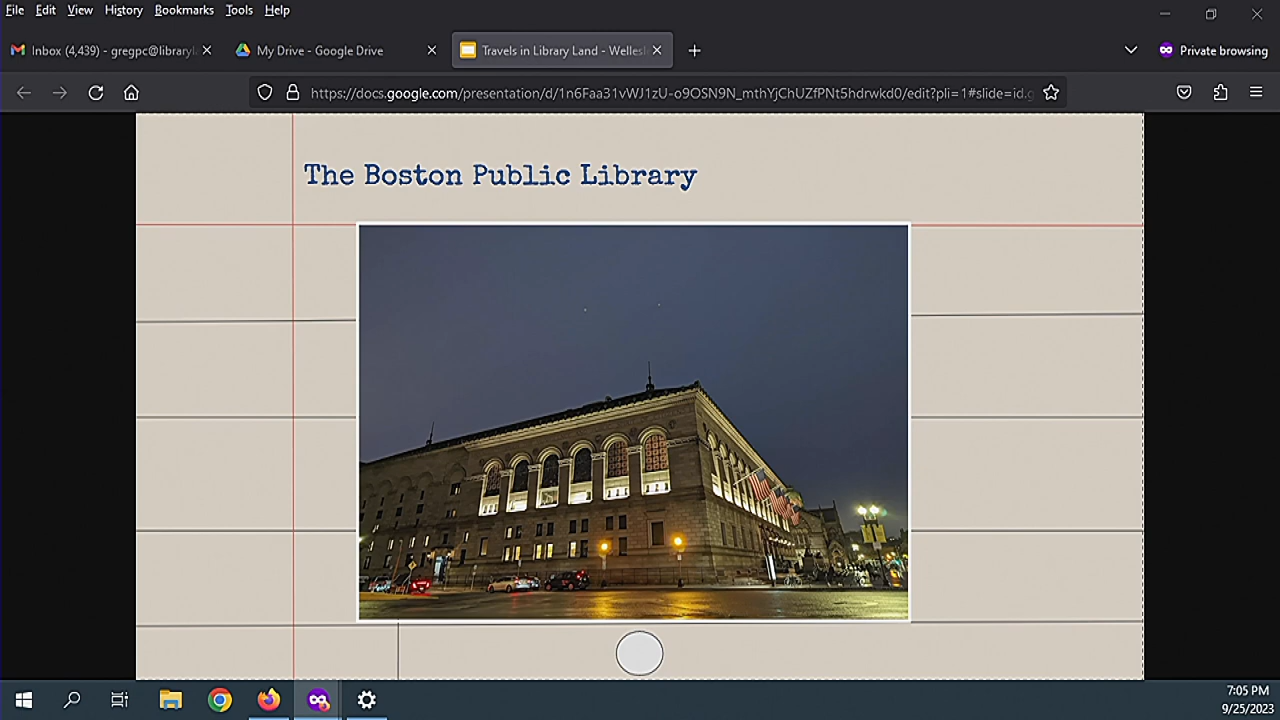 File Edit View History Bookmarks Tools Help
Inbox (4,439) - gregpc@library
My Drive - Google Drive
Travels in Library Land - Wellesl
Private browsing
https://docs.google.com/presentation/d/1n6Faa31vWJ1zU-o9OSN9N_mthYjChUZfPNt5hdrwkd0/edit?pli=1#slide=id.g
The Boston Public Library
7:05 PM
9/25/2023